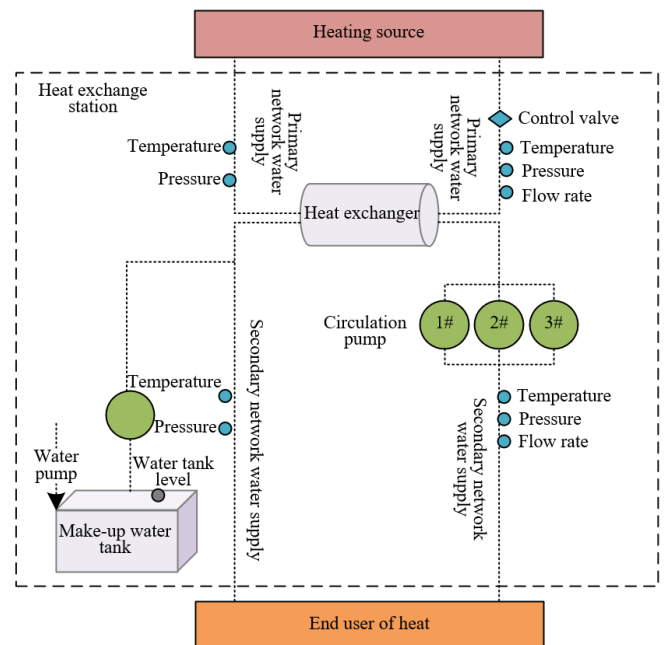 Heating source
Heat exchange
station
Temperature
Pressure
Primary
network water
supply
Primary
network water
supply
Control valve
Temperature
Pressure
Flow rate
Heat exchanger
Circulation
pump
1#
2#
3#
Temperature
Pressure
Secondary network water supply
Temperature
Pressure
Flow rate
Secondary network
water supply
Water
pump
Water tank
level
Make-up water
tank
End user of heat